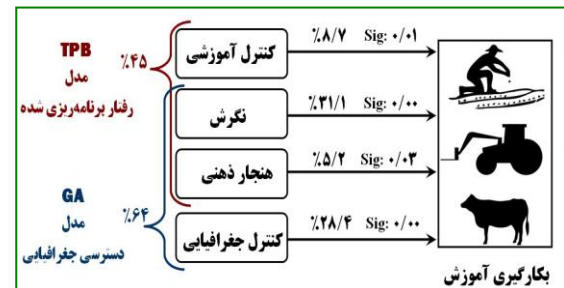 TPB
مدل
رفتار برنامه‌ریزی شده
٪۴۵
کنترل آموزشی
٪۸/۷ Sig: ۰/۰۱
نگرش
٪۳۱/۱ Sig: ۰/۰۰
هنجار ذهنی
٪۵/۲ Sig: ۰/۰۳
GA
مدل
دسترسی جغرافیایی
٪۶۴
کنترل جغرافیایی
٪۲۸/۴ Sig: ۰/۰۰
بکارگیری آموزش